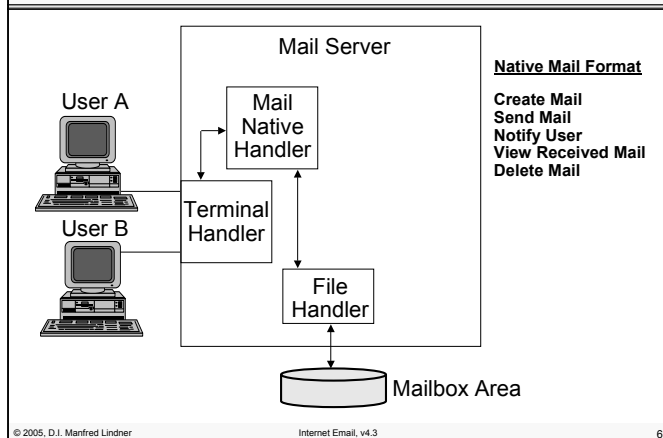 Mail Server
Native Mail Format
Create Mail
Send Mail
Notify User
View Received Mail
Delete Mail
User A
Mail
Native
Handler
User B
Terminal
Handler
File
Handler
Mailbox Area
© 2005, D.I. Manfred Lindner
Internet Email, v4.3
6